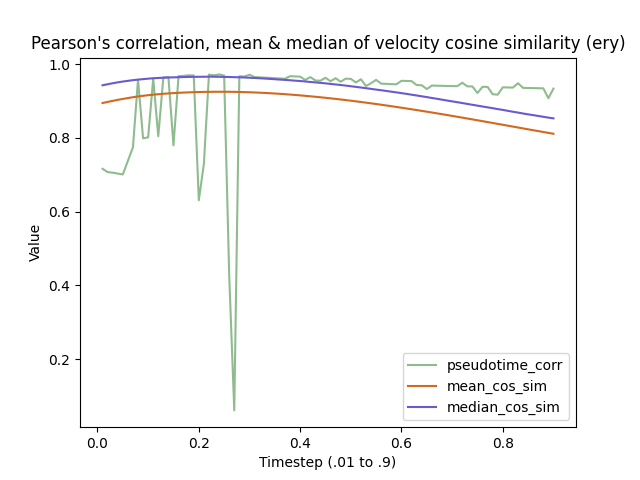 Pearson's correlation, mean & median of velocity cosine similarity (ery)
1.0
0.8
0.6
0.4
0.2
Value
pseudotime_corr
mean_cos_sim
median_cos_sim
0.0 0.2 0.4 0.6 0.8
Timestep (.01 to .9)